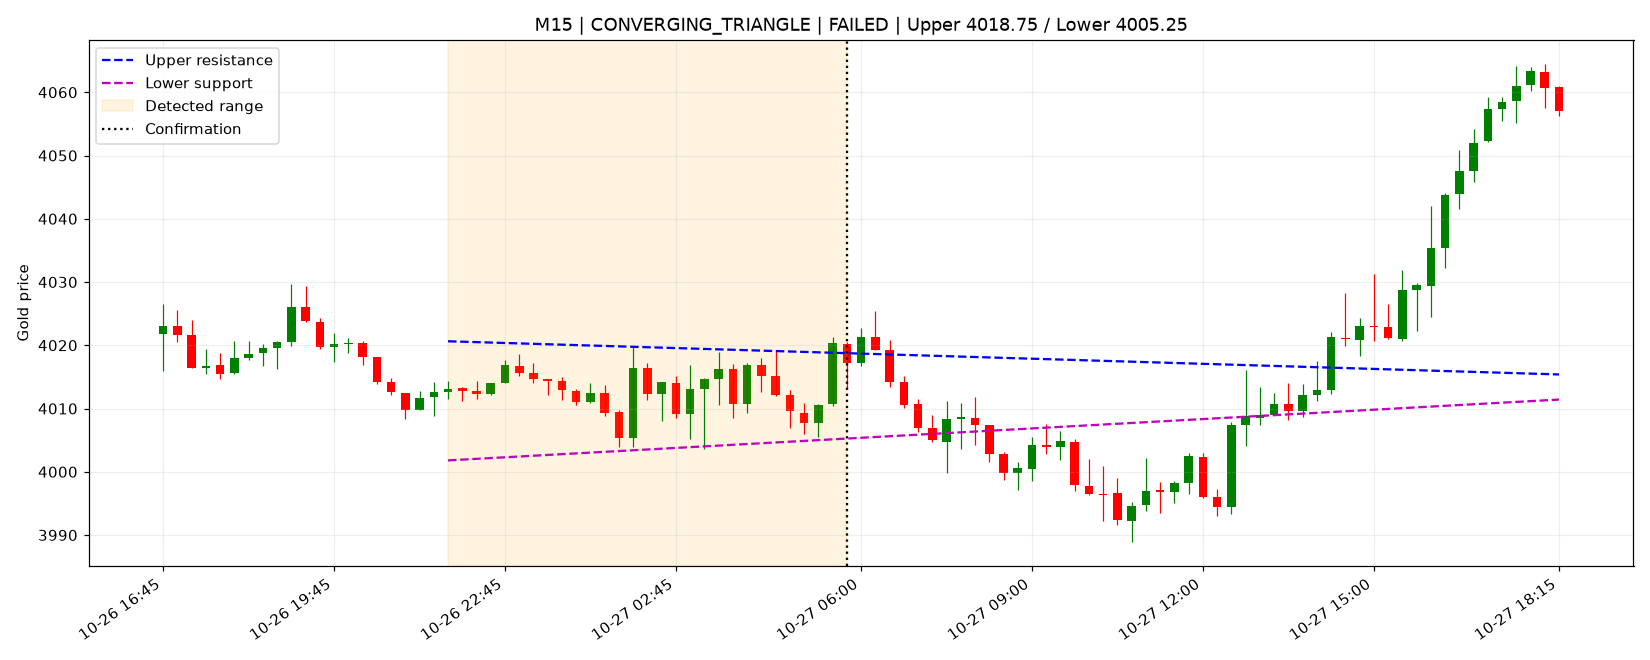 M15 | CONVERGING_TRIANGLE | FAILED | Upper 4018.75 / Lower 4005.25
Upper resistance
Lower support
Detected range
Confirmation
Gold price
4060
4050
4040
4030
4020
4010
4000
3990
10-26 16:45
10-26 19:45
10-26 22:45
10-27 02:45
10-27 06:00
10-27 09:00
10-27 12:00
10-27 15:00
10-27 18:15